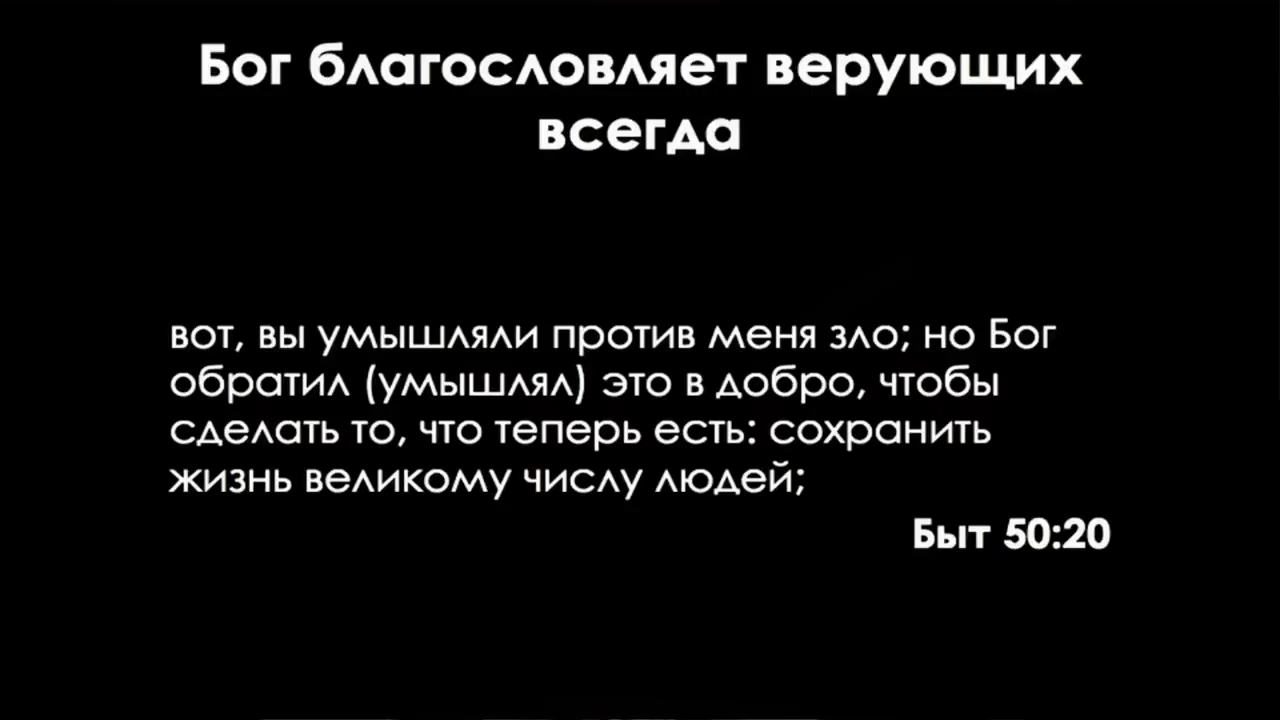 Бог благословляет верующих
всегда
вот, вы умышляли против меня зло; но Бог
обратил (умышлял) это в добро, чтобы
сделать то, что теперь есть: сохранить
жизнь великому числу людей;
Быт 50:20